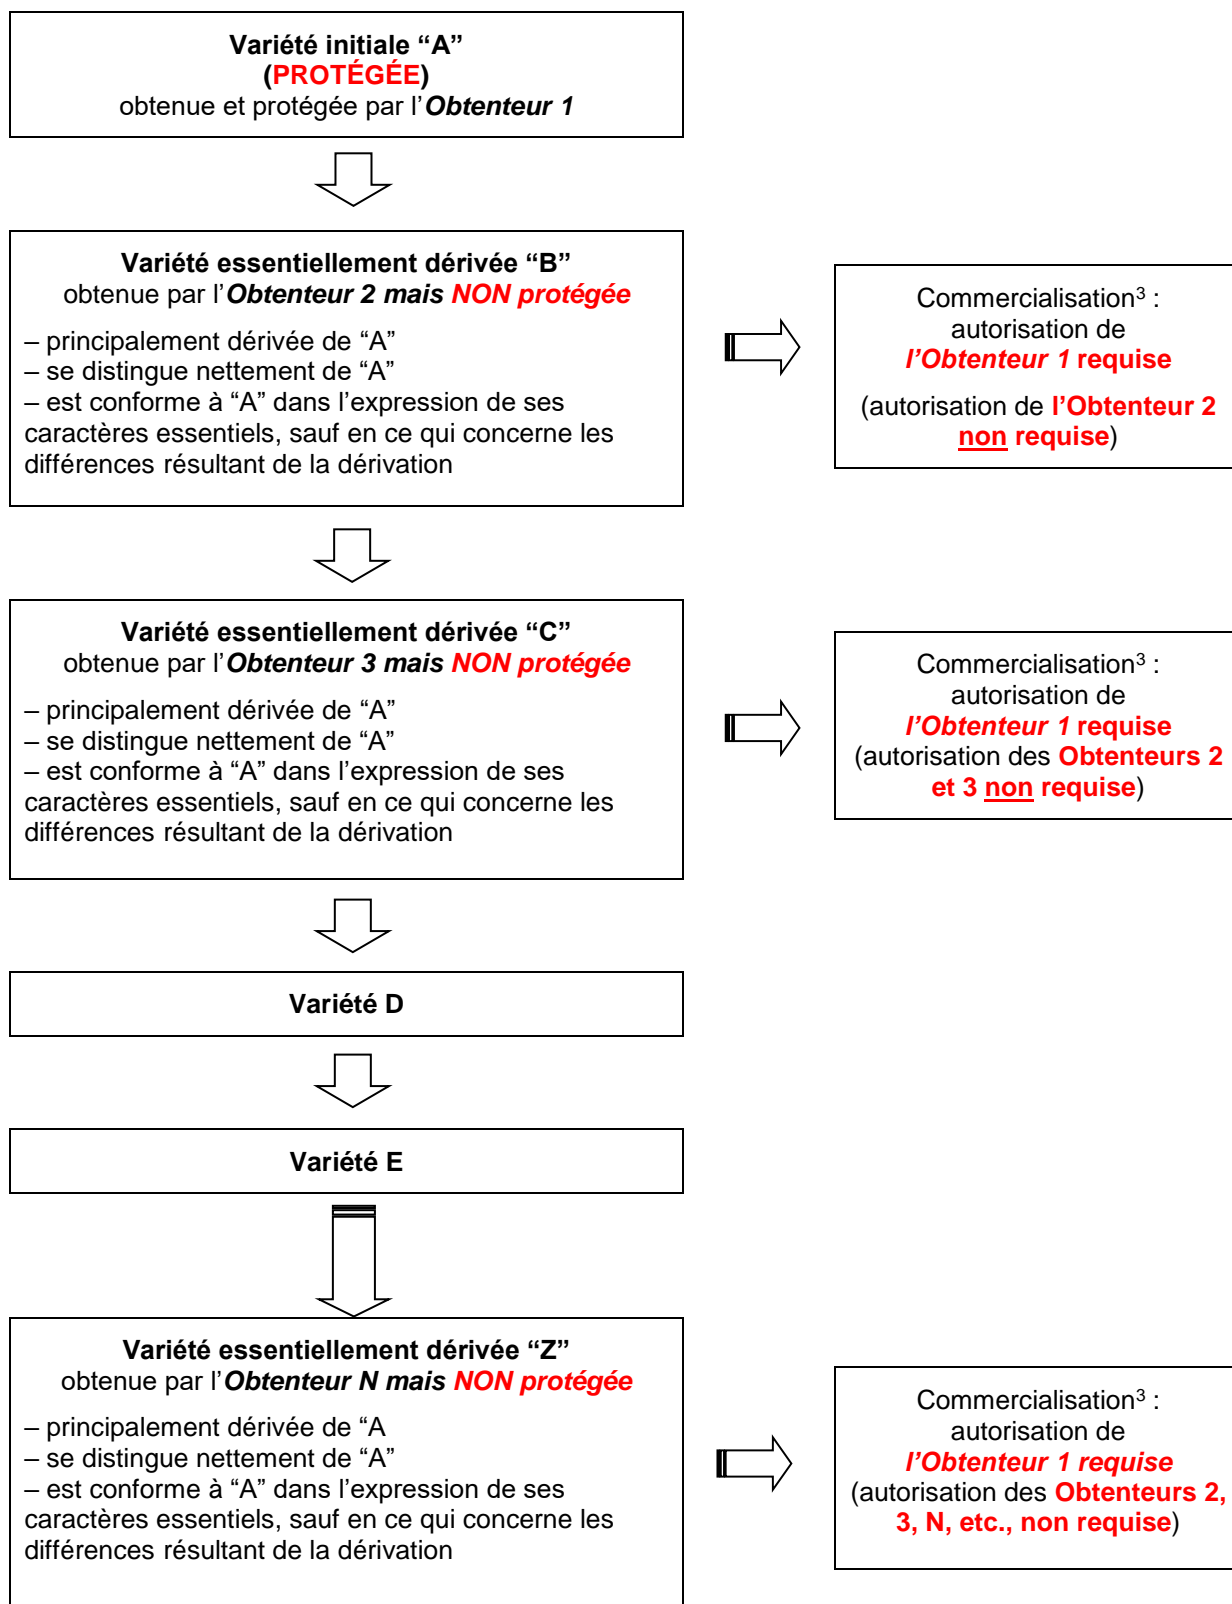 Variété initiale “A”
(PROTÉGÉE)
obtenue et protégée par l’Obtenteur 1
Variété essentiellement dérivée “B”
obtenue par l’Obtenteur 2 mais NON protégée
– principalement dérivée de “A”
– se distingue nettement de “A”
– est conforme à “A” dans l’expression de ses
caractères essentiels, sauf en ce qui concerne les
différences résultant de la dérivation
Commercialisation³ :
autorisation de
l’Obtenteur 1 requise
(autorisation de l’Obtenteur 2
non requise)
Variété essentiellement dérivée “C”
obtenue par l’Obtenteur 3 mais NON protégée
– principalement dérivée de “A”
– se distingue nettement de “A”
– est conforme à “A” dans l’expression de ses
caractères essentiels, sauf en ce qui concerne les
différences résultant de la dérivation
Commercialisation³ :
autorisation de
l’Obtenteur 1 requise
(autorisation des Obtenteurs 2
et 3 non requise)
Variété D
Variété E
Variété essentiellement dérivée “Z”
obtenue par l’Obtenteur N mais NON protégée
– principalement dérivée de “A
– se distingue nettement de “A”
– est conforme à “A” dans l’expression de ses
caractères essentiels, sauf en ce qui concerne les
différences résultant de la dérivation
Commercialisation³ :
autorisation de
l’Obtenteur 1 requise
(autorisation des Obtenteurs 2,
3, N, etc., non requise)